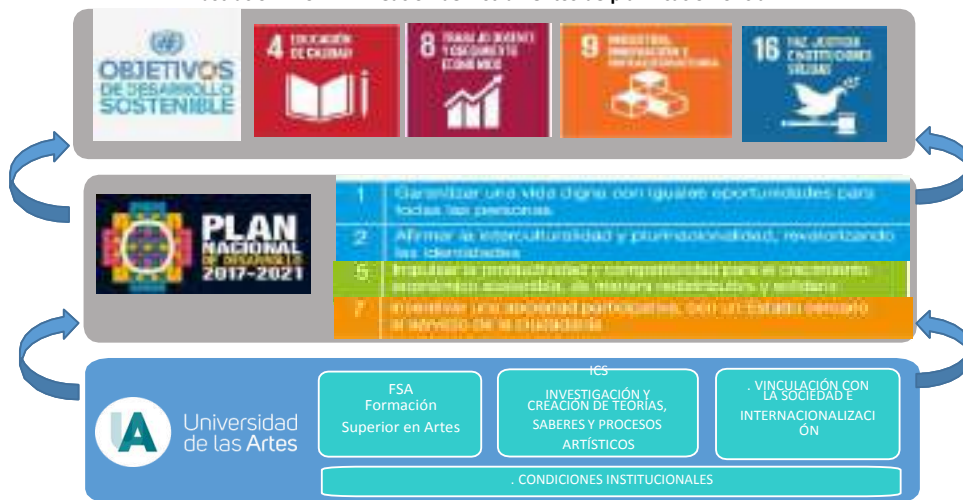 OBJETIVOS
DE DESARROLLO
SOSTENIBLE
4 EDUCACIÓN
DE CALIDAD
8 TRABAJO DECENTE
Y CRECIMIENTO
ECONÓMICO
9 INDUSTRIA,
INNOVACIÓN E
INFRAESTRUCTURA
16 PAZ, JUSTICIA
E INSTITUCIONES
SÓLIDAS
PLAN
NACIONAL
DE DESARROLLO
2017-2021
1 Garantizar una vida digna con iguales oportunidades para
todas las personas
2 Afirmar la interculturalidad y plurinacionalidad, revalorizando
las identidades
5 Impulsar la productividad y competitividad para el crecimiento
económico sostenible, de manera redistributiva y solidaria
7 Incentivar una sociedad participativa, con un Estado cercano
al servicio de la ciudadanía
UA
Universidad
de las Artes
FSA
Formación
Superior en Artes
ICS
INVESTIGACIÓN Y
CREACIÓN DE TEORÍAS,
SABERES Y PROCESOS
ARTÍSTICOS
. VINCULACIÓN CON
LA SOCIEDAD E
INTERNACIONALIZACI
ÓN
. CONDICIONES INSTITUCIONALES